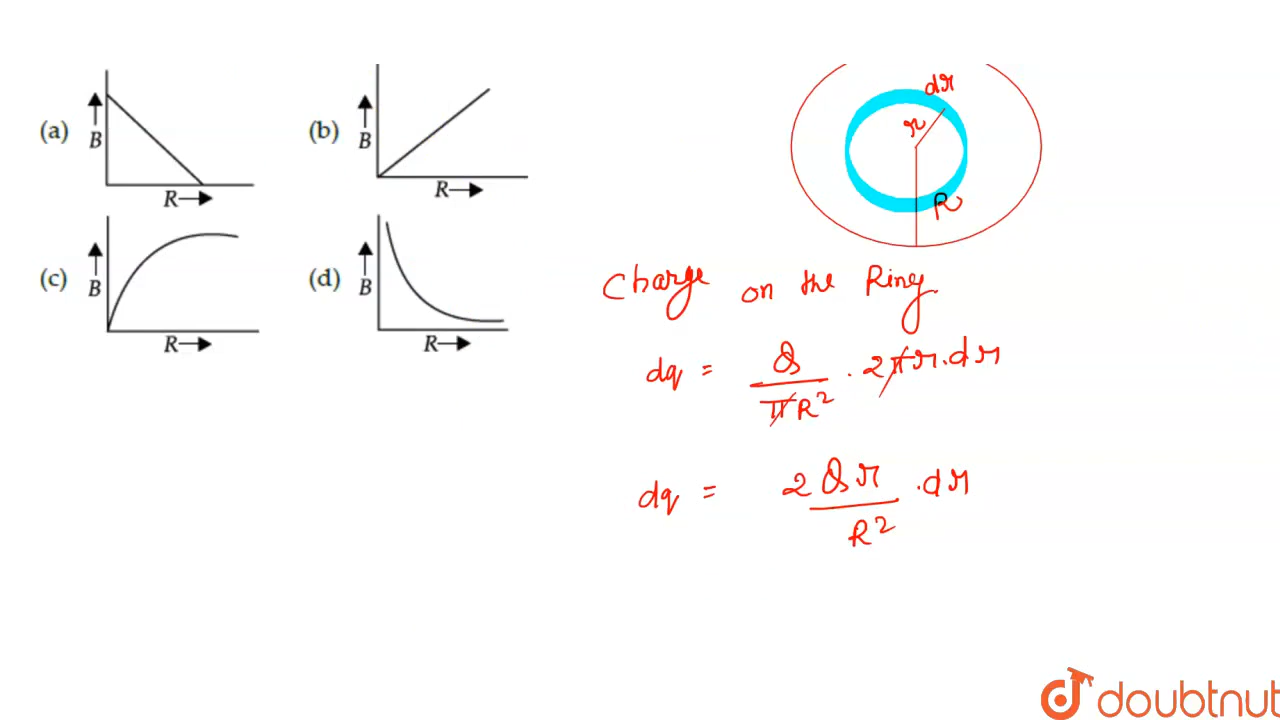 (a) B R
(b) B R
(c) B R
(d) B R
dr
r
R
Charge on the Ring
dq = Q/πR² · 2πr·dr
dq = 2Qr/R² ·dr
doubtnut